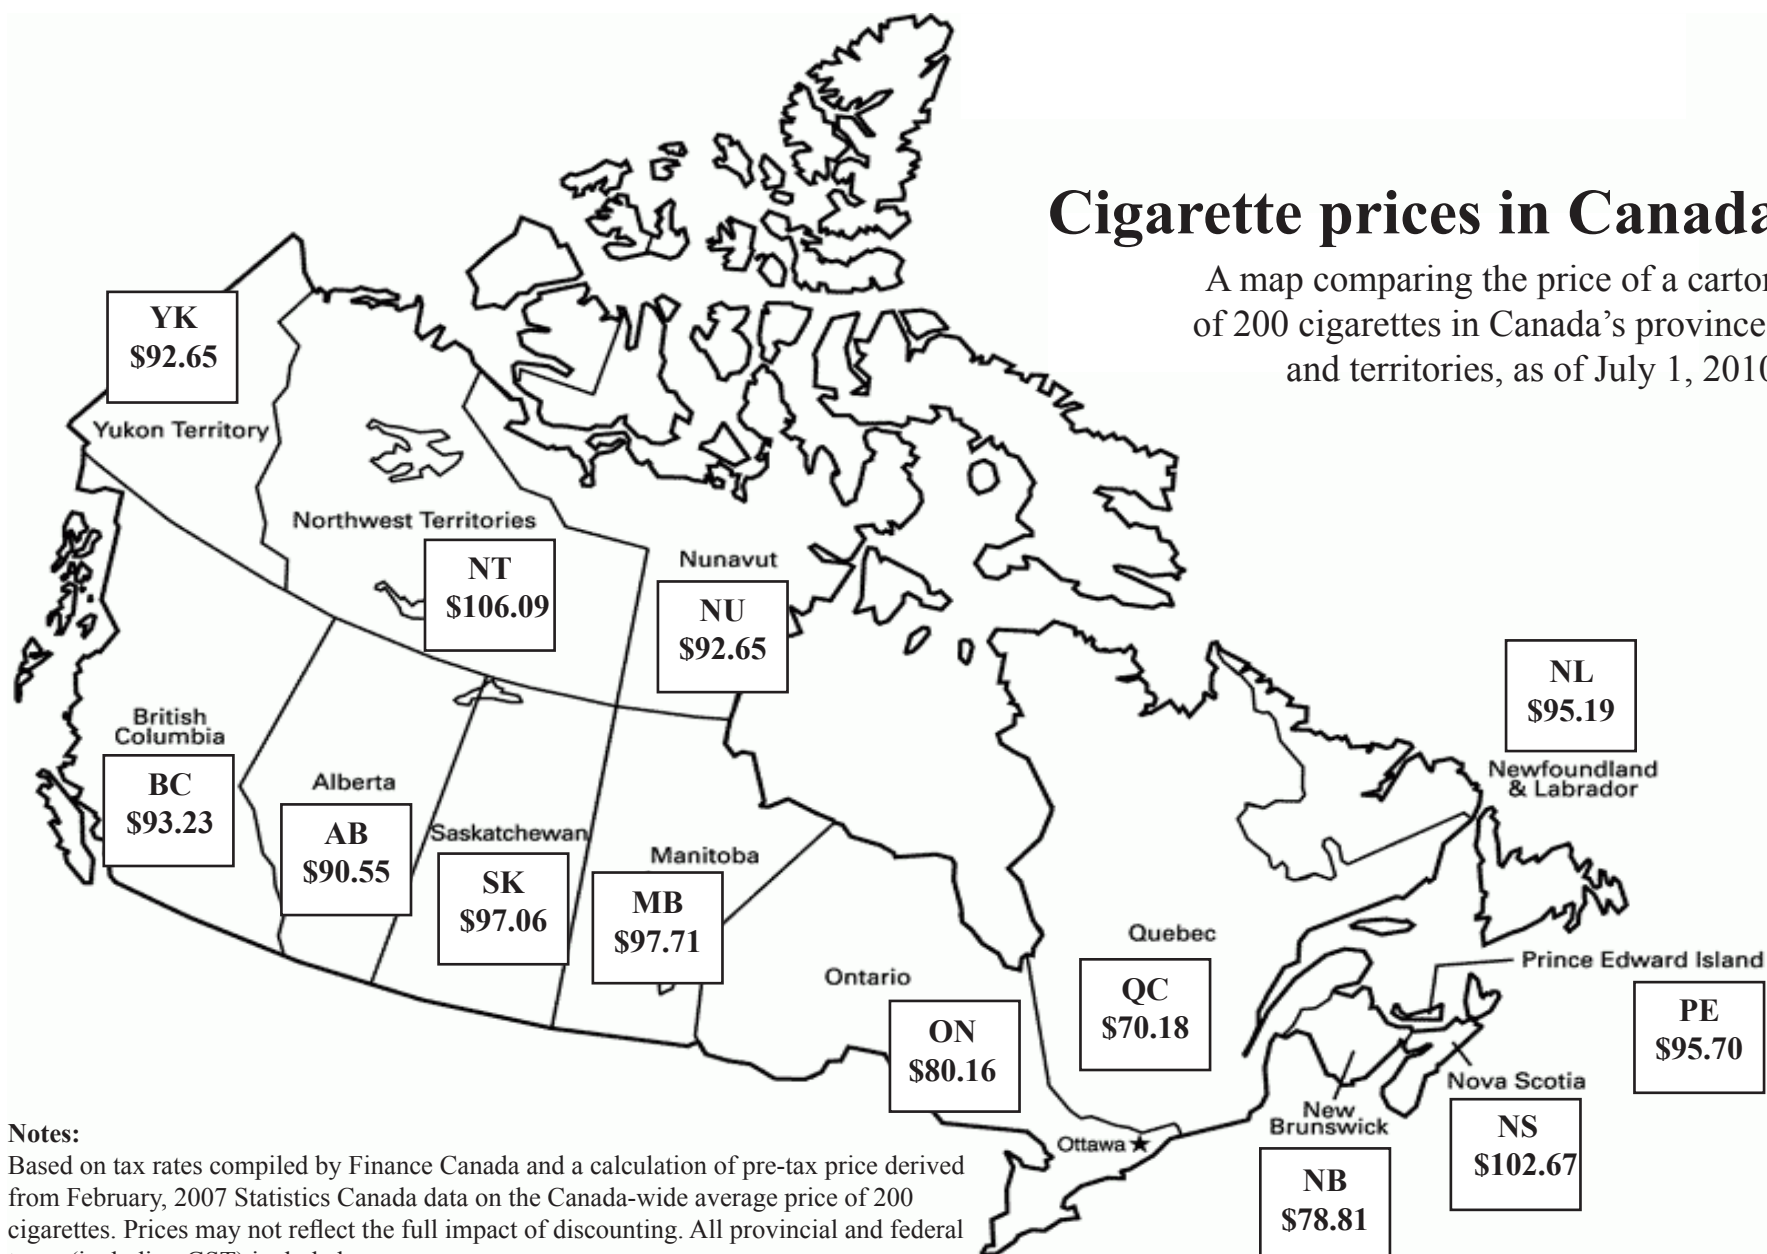 Cigarette prices in Canada
A map comparing the price of a carton
of 200 cigarettes in Canada’s province
and territories, as of July 1, 2010
YK
$92.65
Yukon Territory
Northwest Territories
NT
$106.09
Nunavut
NU
$92.65
NL
$95.19
Newfoundland
& Labrador
British
Columbia
BC
$93.23
Alberta
AB
$90.55
Saskatchewan
SK
$97.06
Manitoba
MB
$97.71
Ontario
ON
$80.16
Quebec
QC
$70.18
Prince Edward Island
PE
$95.70
Nova Scotia
NS
$102.67
New
Brunswick
NB
$78.81
Ottawa
Notes:
Based on tax rates compiled by Finance Canada and a calculation of pre-tax price derived
from February, 2007 Statistics Canada data on the Canada-wide average price of 200
cigarettes. Prices may not reflect the full impact of discounting. All provincial and federal